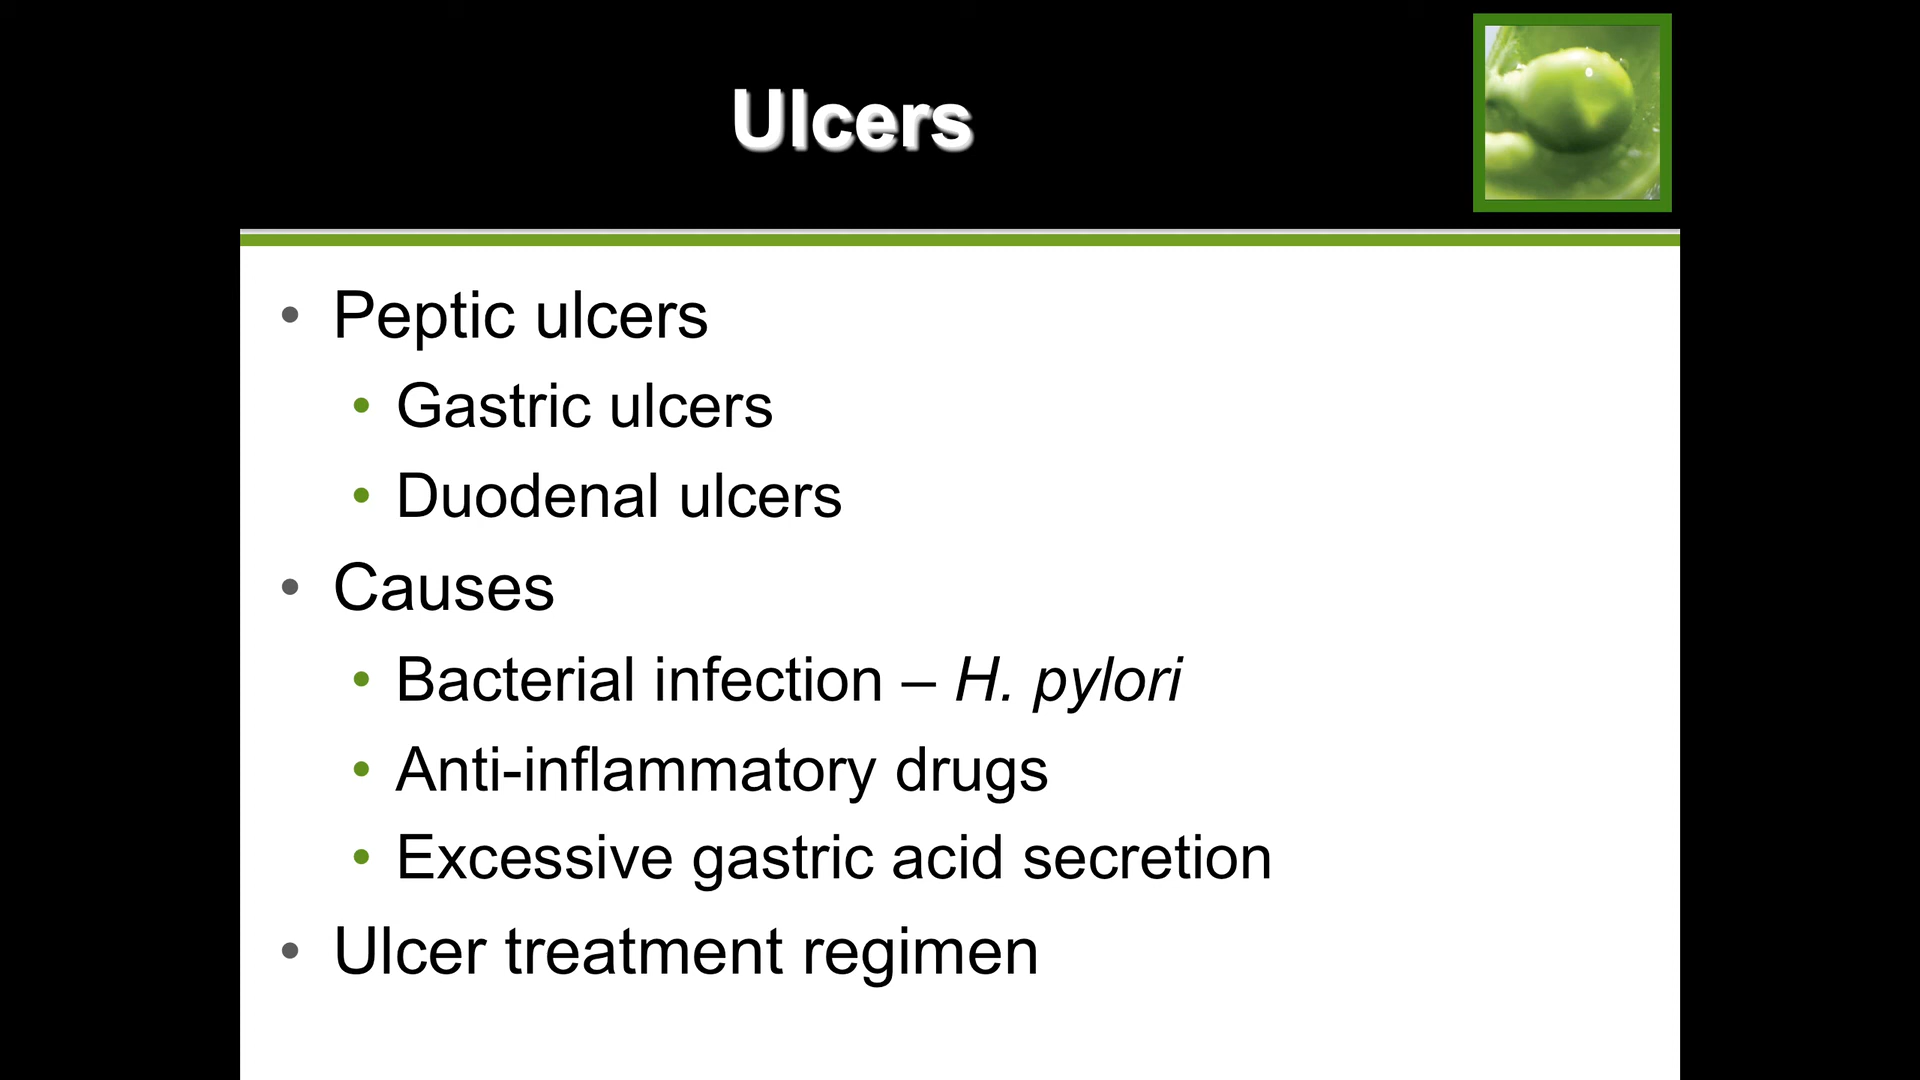 Ulcers
• Peptic ulcers
• Gastric ulcers
• Duodenal ulcers
• Causes
• Bacterial infection – H. pylori
• Anti-inflammatory drugs
• Excessive gastric acid secretion
• Ulcer treatment regimen